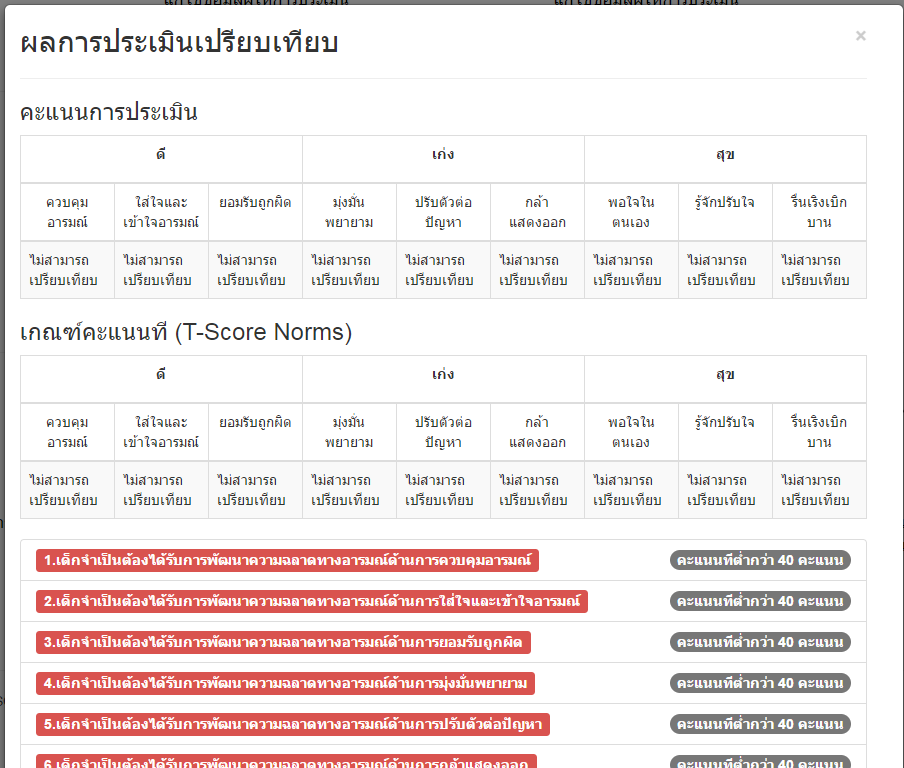 ผลการประเมินเปรียบเทียบ ×
คะแนนการประเมิน
ดี เก่ง สุข
ควบคุม ใส่ใจและ ยอมรับถูกผิด มุ่งมั่น ปรับตัวต่อ กล้า พอใจใน รู้จักปรับใจ รื่นเริงเบิก
อารมณ์ เข้าใจอารมณ์ พยายาม ปัญหา แสดงออก ตนเอง บาน
ไม่สามารถ ไม่สามารถ ไม่สามารถ ไม่สามารถ ไม่สามารถ ไม่สามารถ ไม่สามารถ ไม่สามารถ ไม่สามารถ
เปรียบเทียบ เปรียบเทียบ เปรียบเทียบ เปรียบเทียบ เปรียบเทียบ เปรียบเทียบ เปรียบเทียบ เปรียบเทียบ เปรียบเทียบ
เกณฑ์คะแนนที (T-Score Norms)
ดี เก่ง สุข
ควบคุม ใส่ใจและ ยอมรับถูกผิด มุ่งมั่น ปรับตัวต่อ กล้า พอใจใน รู้จักปรับใจ รื่นเริงเบิก
อารมณ์ เข้าใจอารมณ์ พยายาม ปัญหา แสดงออก ตนเอง บาน
ไม่สามารถ ไม่สามารถ ไม่สามารถ ไม่สามารถ ไม่สามารถ ไม่สามารถ ไม่สามารถ ไม่สามารถ ไม่สามารถ
เปรียบเทียบ เปรียบเทียบ เปรียบเทียบ เปรียบเทียบ เปรียบเทียบ เปรียบเทียบ เปรียบเทียบ เปรียบเทียบ เปรียบเทียบ
1.เด็กจำเป็นต้องได้รับการพัฒนาความฉลาดทางอารมณ์ด้านการควบคุมอารมณ์ คะแนนทีต่ำกว่า 40 คะแนน
2.เด็กจำเป็นต้องได้รับการพัฒนาความฉลาดทางอารมณ์ด้านการใส่ใจและเข้าใจอารมณ์ คะแนนทีต่ำกว่า 40 คะแนน
3.เด็กจำเป็นต้องได้รับการพัฒนาความฉลาดทางอารมณ์ด้านการยอมรับถูกผิด คะแนนทีต่ำกว่า 40 คะแนน
4.เด็กจำเป็นต้องได้รับการพัฒนาความฉลาดทางอารมณ์ด้านการมุ่งมั่นพยายาม คะแนนทีต่ำกว่า 40 คะแนน
5.เด็กจำเป็นต้องได้รับการพัฒนาความฉลาดทางอารมณ์ด้านการปรับตัวต่อปัญหา คะแนนทีต่ำกว่า 40 คะแนน
6.เด็กจำเป็นต้องได้รับการพัฒนาความฉลาดทางอารมณ์ด้านการกล้าแสดงออก คะแนนทีต่ำกว่า 40 คะแนน